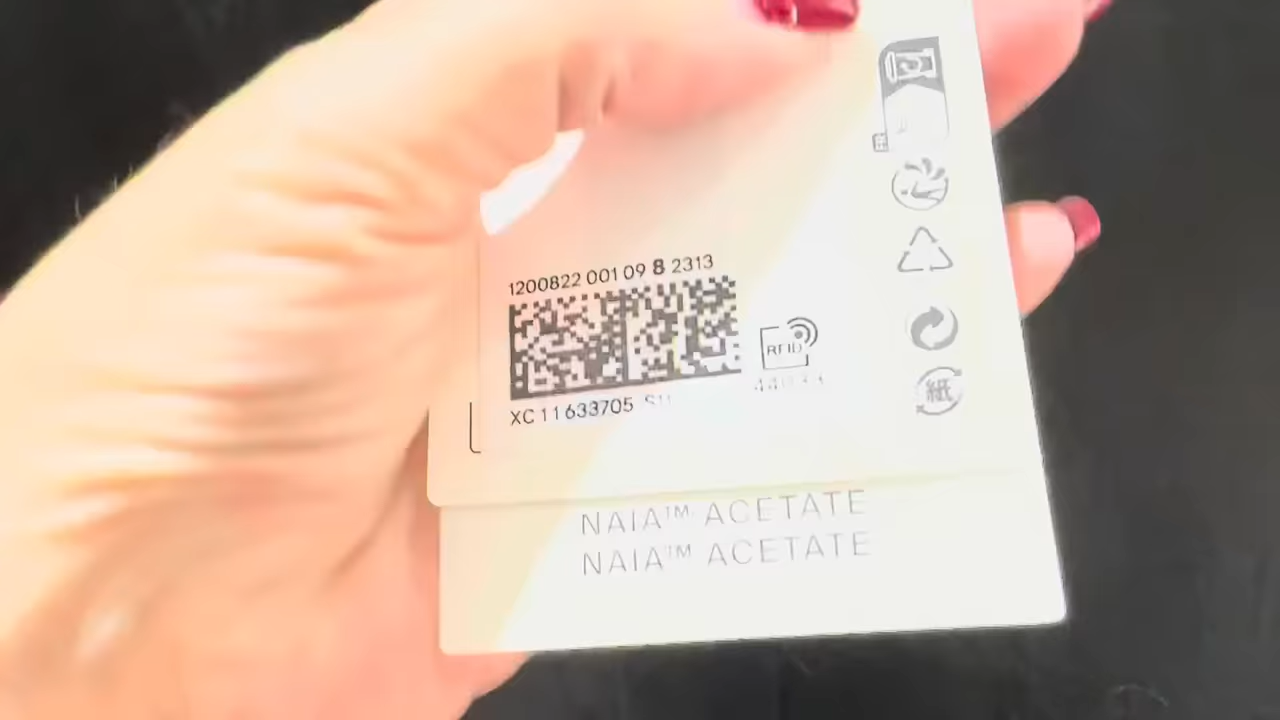 1200822 001 09 8 2313
RFID
XC 11633705
紙
NAIA™ ACETATE
NAIA™ ACETATE